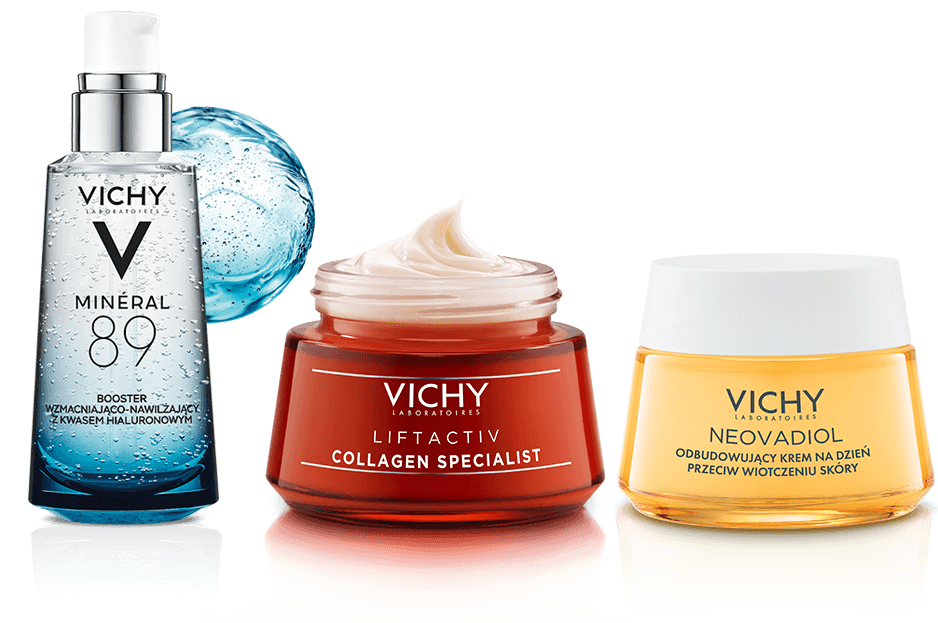 VICHY
LABORATOIRES
V
MINÉRAL
89
BOOSTER
WZMACNIAJĄCO-NAWILŻAJĄCY
Z KWASEM HIALURONOWYM
VICHY
LABORATOIRES
LIFTACTIV
COLLAGEN SPECIALIST
VICHY
LABORATOIRES
NEOVADIOL
ODBUDOWUJĄCY KREM NA DZIEŃ
PRZECIW WIOTCZENIU SKÓRY